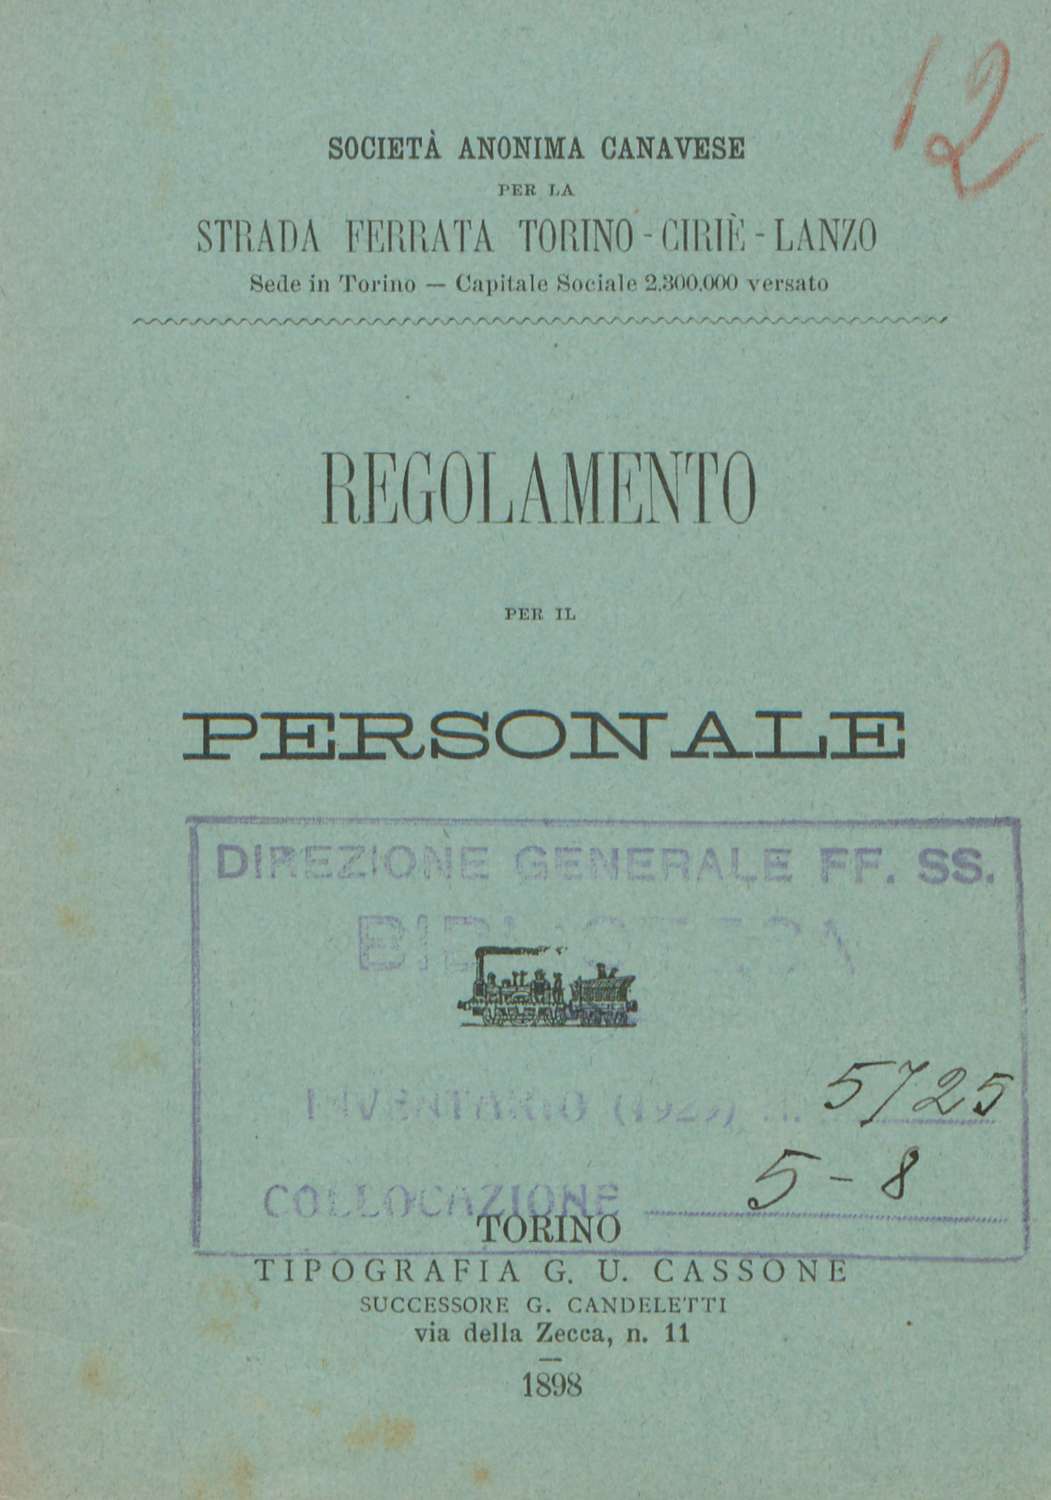 12
SOCIETÀ ANONIMA CANAVESE
PER LA
STRADA FERRATA TORINO - CIRIÈ - LANZO
Sede in Torino — Capitale Sociale 2.300.000 versato
REGOLAMENTO
PER IL
PERSONALE
DIREZIONE GENERALE FF. SS.
BIBLIOTECA
INVENTARIO n. 5725
COLLOCAZIONE 5 - 8
TORINO
TIPOGRAFIA G. U. CASSONE
SUCCESSORE G. CANDELETTI
via della Zecca, n. 11
1898